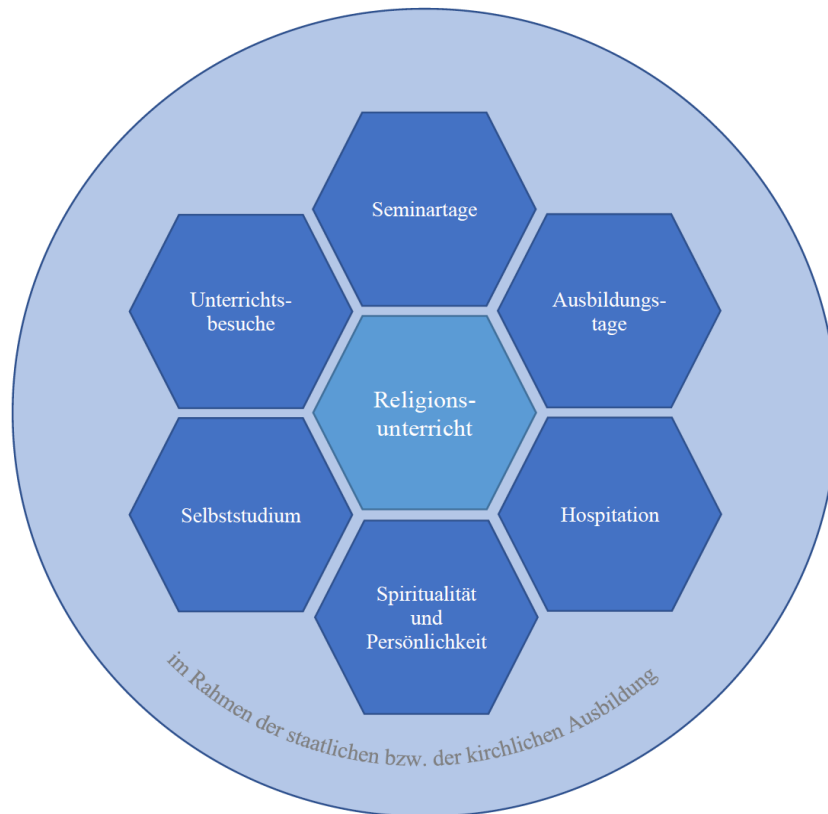 Seminartage
Unterrichts-
besuche
Ausbildungs-
tage
Religions-
unterricht
Selbststudium
Hospitation
Spiritualität
und
Persönlichkeit
im Rahmen der staatlichen bzw. der kirchlichen Ausbildung